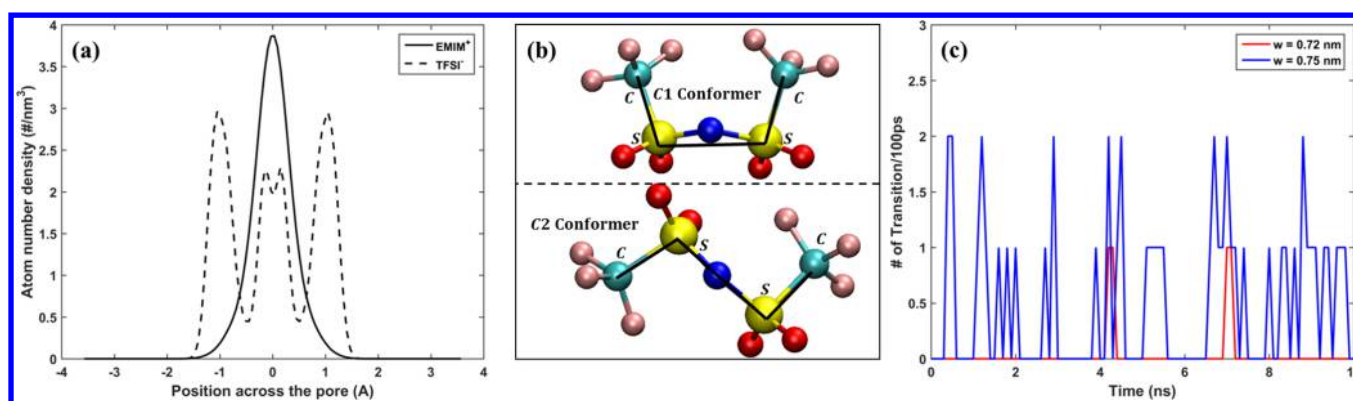 (a)
EMIM+
TFSI-
Atom number density (#/nm3)
4
3.5
3
2.5
2
1.5
1
0.5
0
-4 -3 -2 -1 0 1 2 3 4
Position across the pore (A)
(b)
C C1 Conformer C
S S
C2 Conformer
C S C
S
(c)
w = 0.72 nm
w = 0.75 nm
# of Transition/100ps
3
2.5
2
1.5
1
0.5
0
0 2 4 6 8 10
Time (ns)